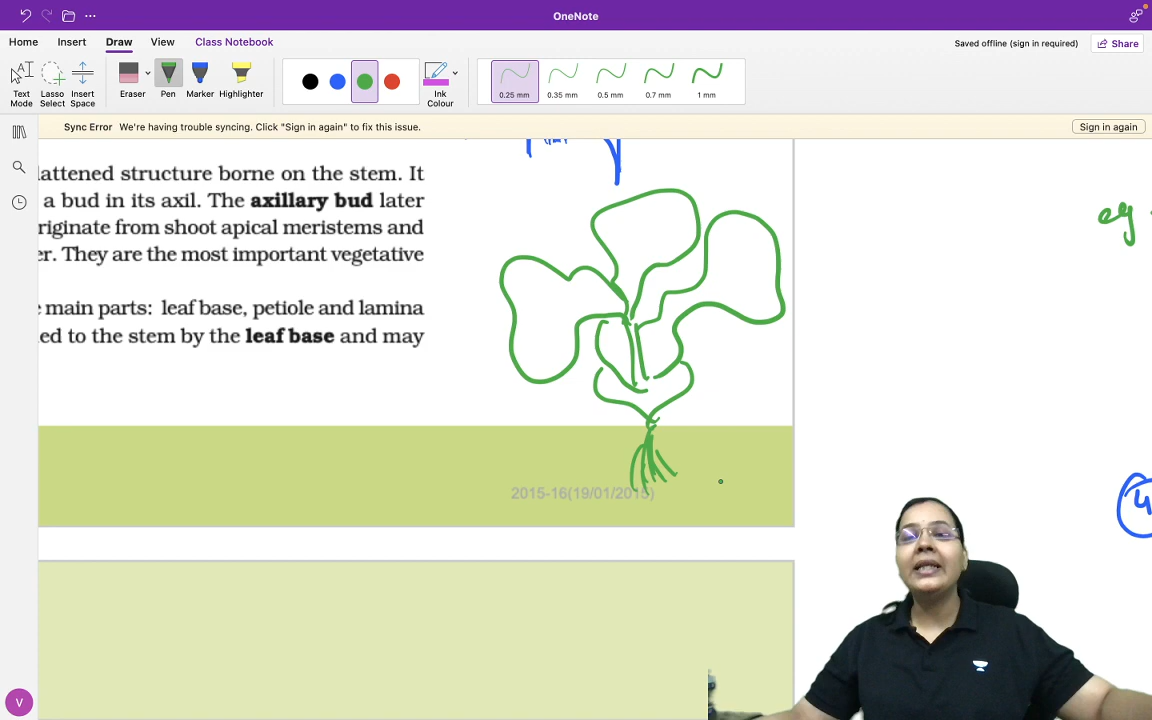 OneNote
Home Insert Draw View Class Notebook
Saved offline (sign in required) Share
Text Mode
Lasso Select
Insert Space
Eraser
Pen
Marker
Highlighter
Ink Colour
0.25 mm 0.35 mm 0.5 mm 0.7 mm 1 mm
Sync Error We're having trouble syncing. Click "Sign in again" to fix this issue. Sign in again
lattened structure borne on the stem. It
a bud in its axil. The axillary bud later
riginate from shoot apical meristems and
er. They are the most important vegetative
main parts: leaf base, petiole and lamina
ed to the stem by the leaf base and may
eg
2015-16(19/01/2015)
4
V